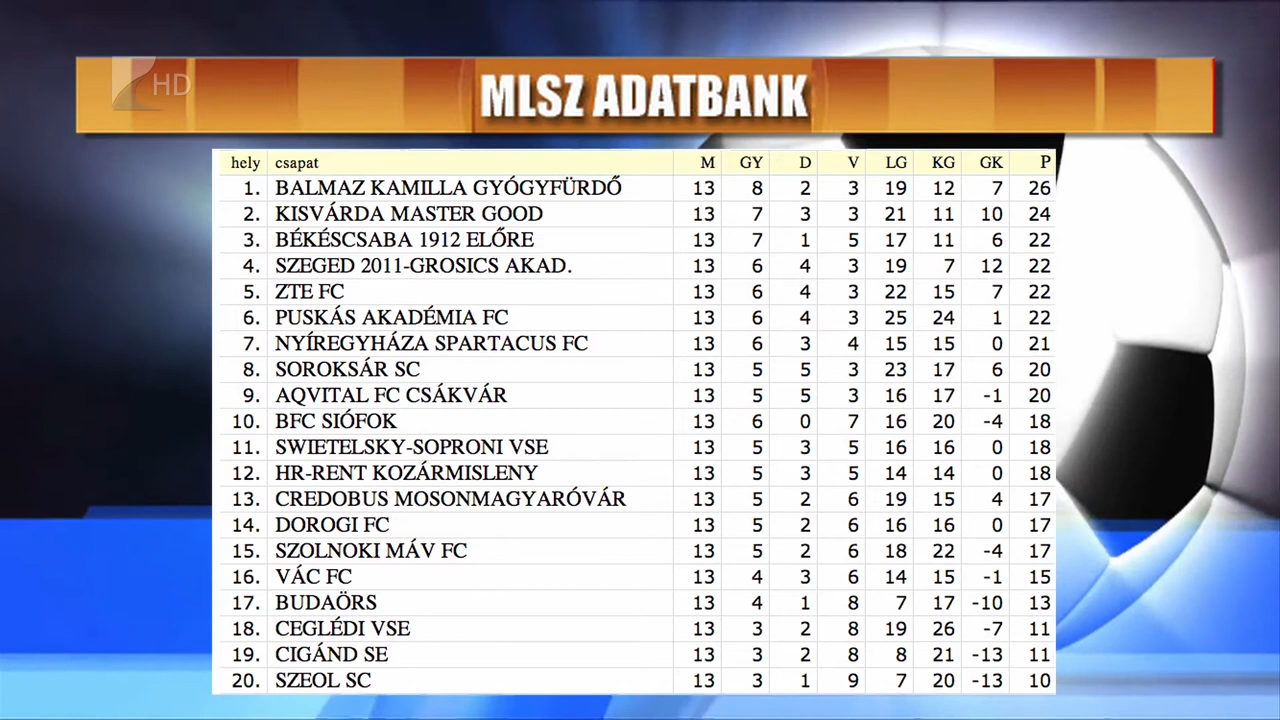 HD
MLSZ ADATBANK
hely csapat M GY D V LG KG GK P
1. BALMAZ KAMILLA GYÓGYFÜRDŐ 13 8 2 3 19 12 7 26
2. KISVÁRDA MASTER GOOD 13 7 3 3 21 11 10 24
3. BÉKÉSCSABA 1912 ELŐRE 13 7 1 5 17 11 6 22
4. SZEGED 2011-GROSICS AKAD. 13 6 4 3 19 7 12 22
5. ZTE FC 13 6 4 3 22 15 7 22
6. PUSKÁS AKADÉMIA FC 13 6 4 3 25 24 1 22
7. NYÍREGYHÁZA SPARTACUS FC 13 6 3 4 15 15 0 21
8. SOROKSÁR SC 13 5 5 3 23 17 6 20
9. AQVITAL FC CSÁKVÁR 13 5 5 3 16 17 -1 20
10. BFC SIÓFOK 13 6 0 7 16 20 -4 18
11. SWIETELSKY-SOPRONI VSE 13 5 3 5 16 16 0 18
12. HR-RENT KOZÁRMISLENY 13 5 3 5 14 14 0 18
13. CREDOBUS MOSONMAGYARÓVÁR 13 5 2 6 19 15 4 17
14. DOROGI FC 13 5 2 6 16 16 0 17
15. SZOLNOKI MÁV FC 13 5 2 6 18 22 -4 17
16. VÁC FC 13 4 3 6 14 15 -1 15
17. BUDAÖRS 13 4 1 8 7 17 -10 13
18. CEGLÉDI VSE 13 3 2 8 19 26 -7 11
19. CIGÁND SE 13 3 2 8 8 21 -13 11
20. SZEOL SC 13 3 1 9 7 20 -13 10